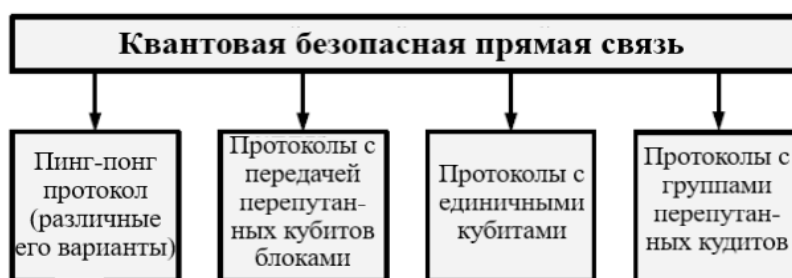 Квантовая безопасная прямая связь
Пинг-понг
протокол
(различные
его варианты)
Протоколы с
передачей
перепутан-
ных кубитов
блоками
Протоколы с
единичными
кубитами
Протоколы с
группами
перепутан-
ных кудитов